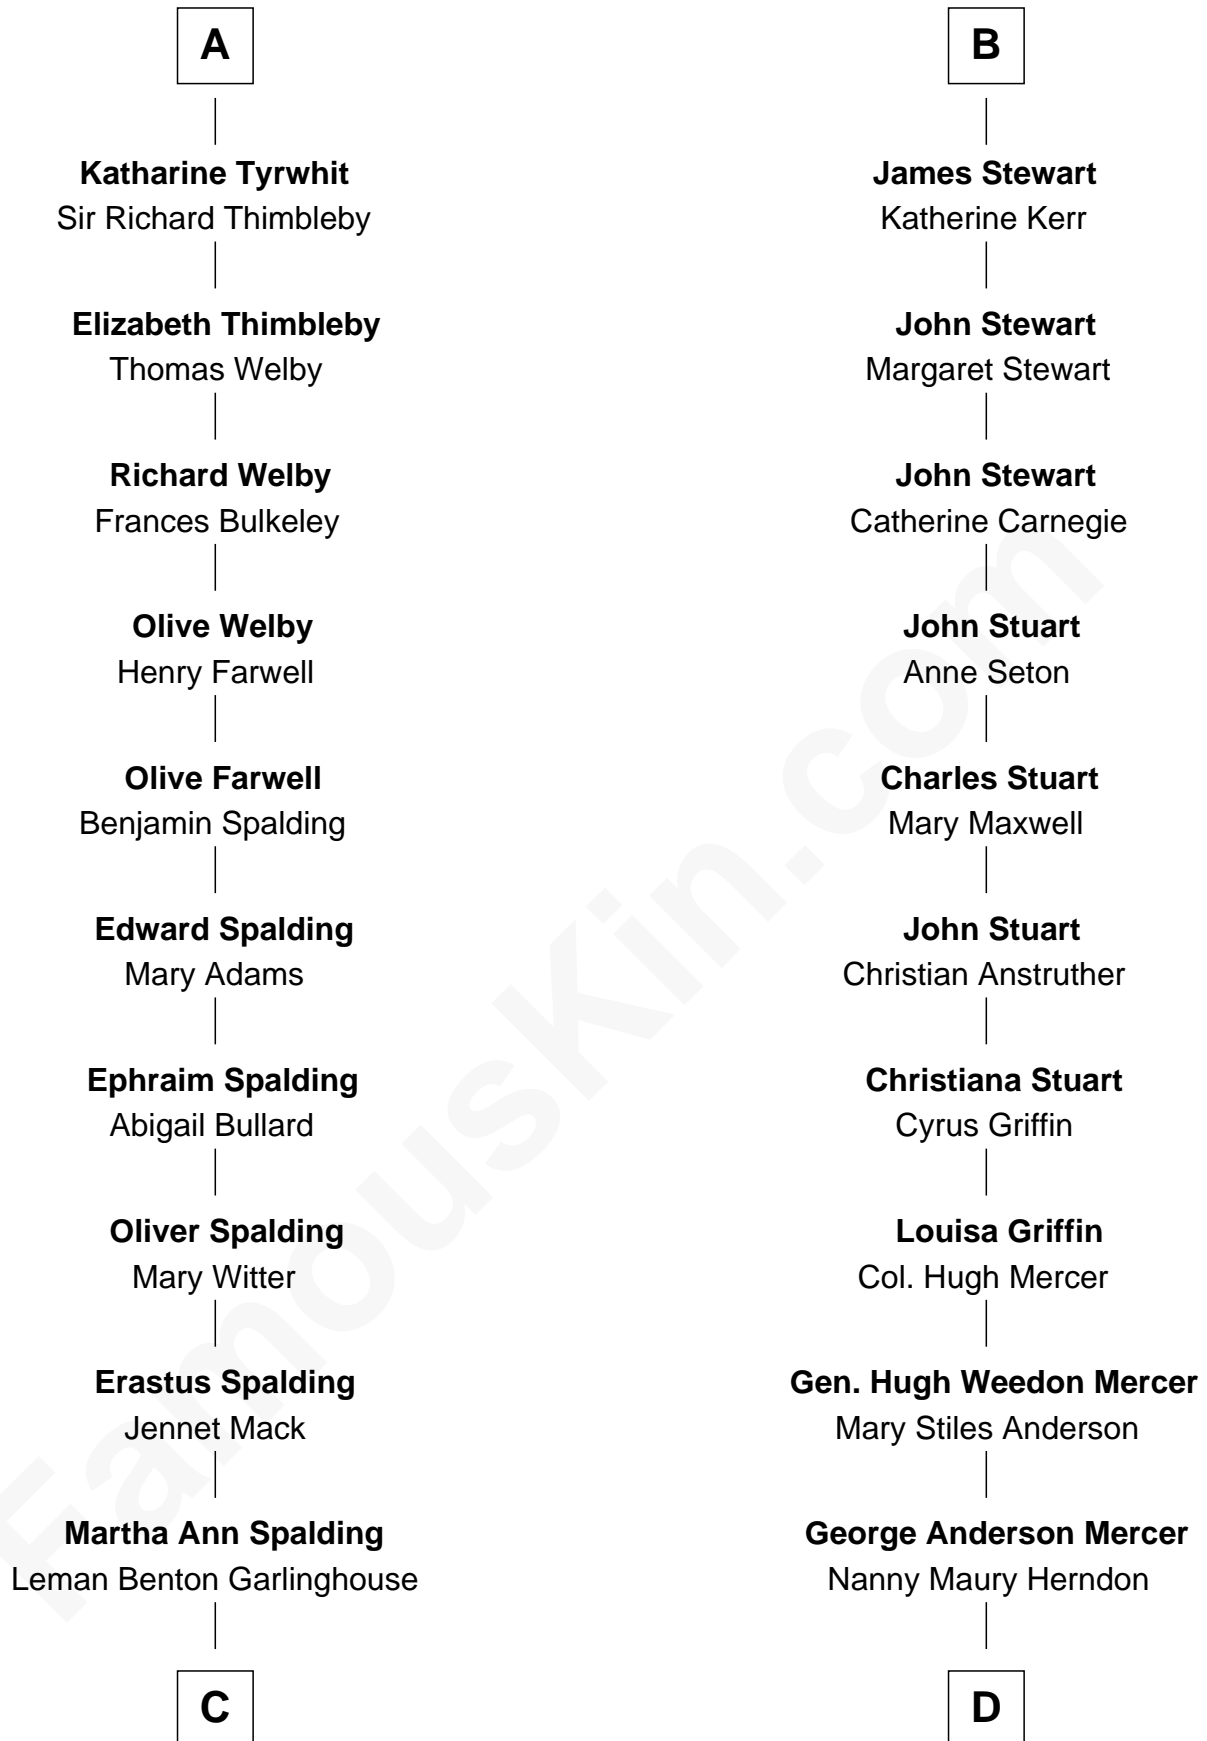 A
Katharine Tyrwhit
Sir Richard Thimbleby
Elizabeth Thimbleby
Thomas Welby
Richard Welby
Frances Bulkeley
Olive Welby
Henry Farwell
Olive Farwell
Benjamin Spalding
Edward Spalding
Mary Adams
Ephraim Spalding
Abigail Bullard
Oliver Spalding
Mary Witter
Erastus Spalding
Jennet Mack
Martha Ann Spalding
Leman Benton Garlinghouse
C
B
James Stewart
Katherine Kerr
John Stewart
Margaret Stewart
John Stewart
Catherine Carnegie
John Stuart
Anne Seton
Charles Stuart
Mary Maxwell
John Stuart
Christian Anstruther
Christiana Stuart
Cyrus Griffin
Louisa Griffin
Col. Hugh Mercer
Gen. Hugh Weedon Mercer
Mary Stiles Anderson
George Anderson Mercer
Nanny Maury Herndon
D
FamousKin.com